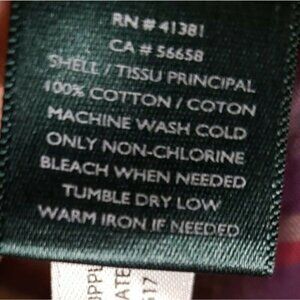 RN # 41381
CA # 56658
SHELL / TISSU PRINCIPAL
100% COTTON / COTON
MACHINE WASH COLD
ONLY NON-CHLORINE
BLEACH WHEN NEEDED
TUMBLE DRY LOW
WARM IRON IF NEEDED